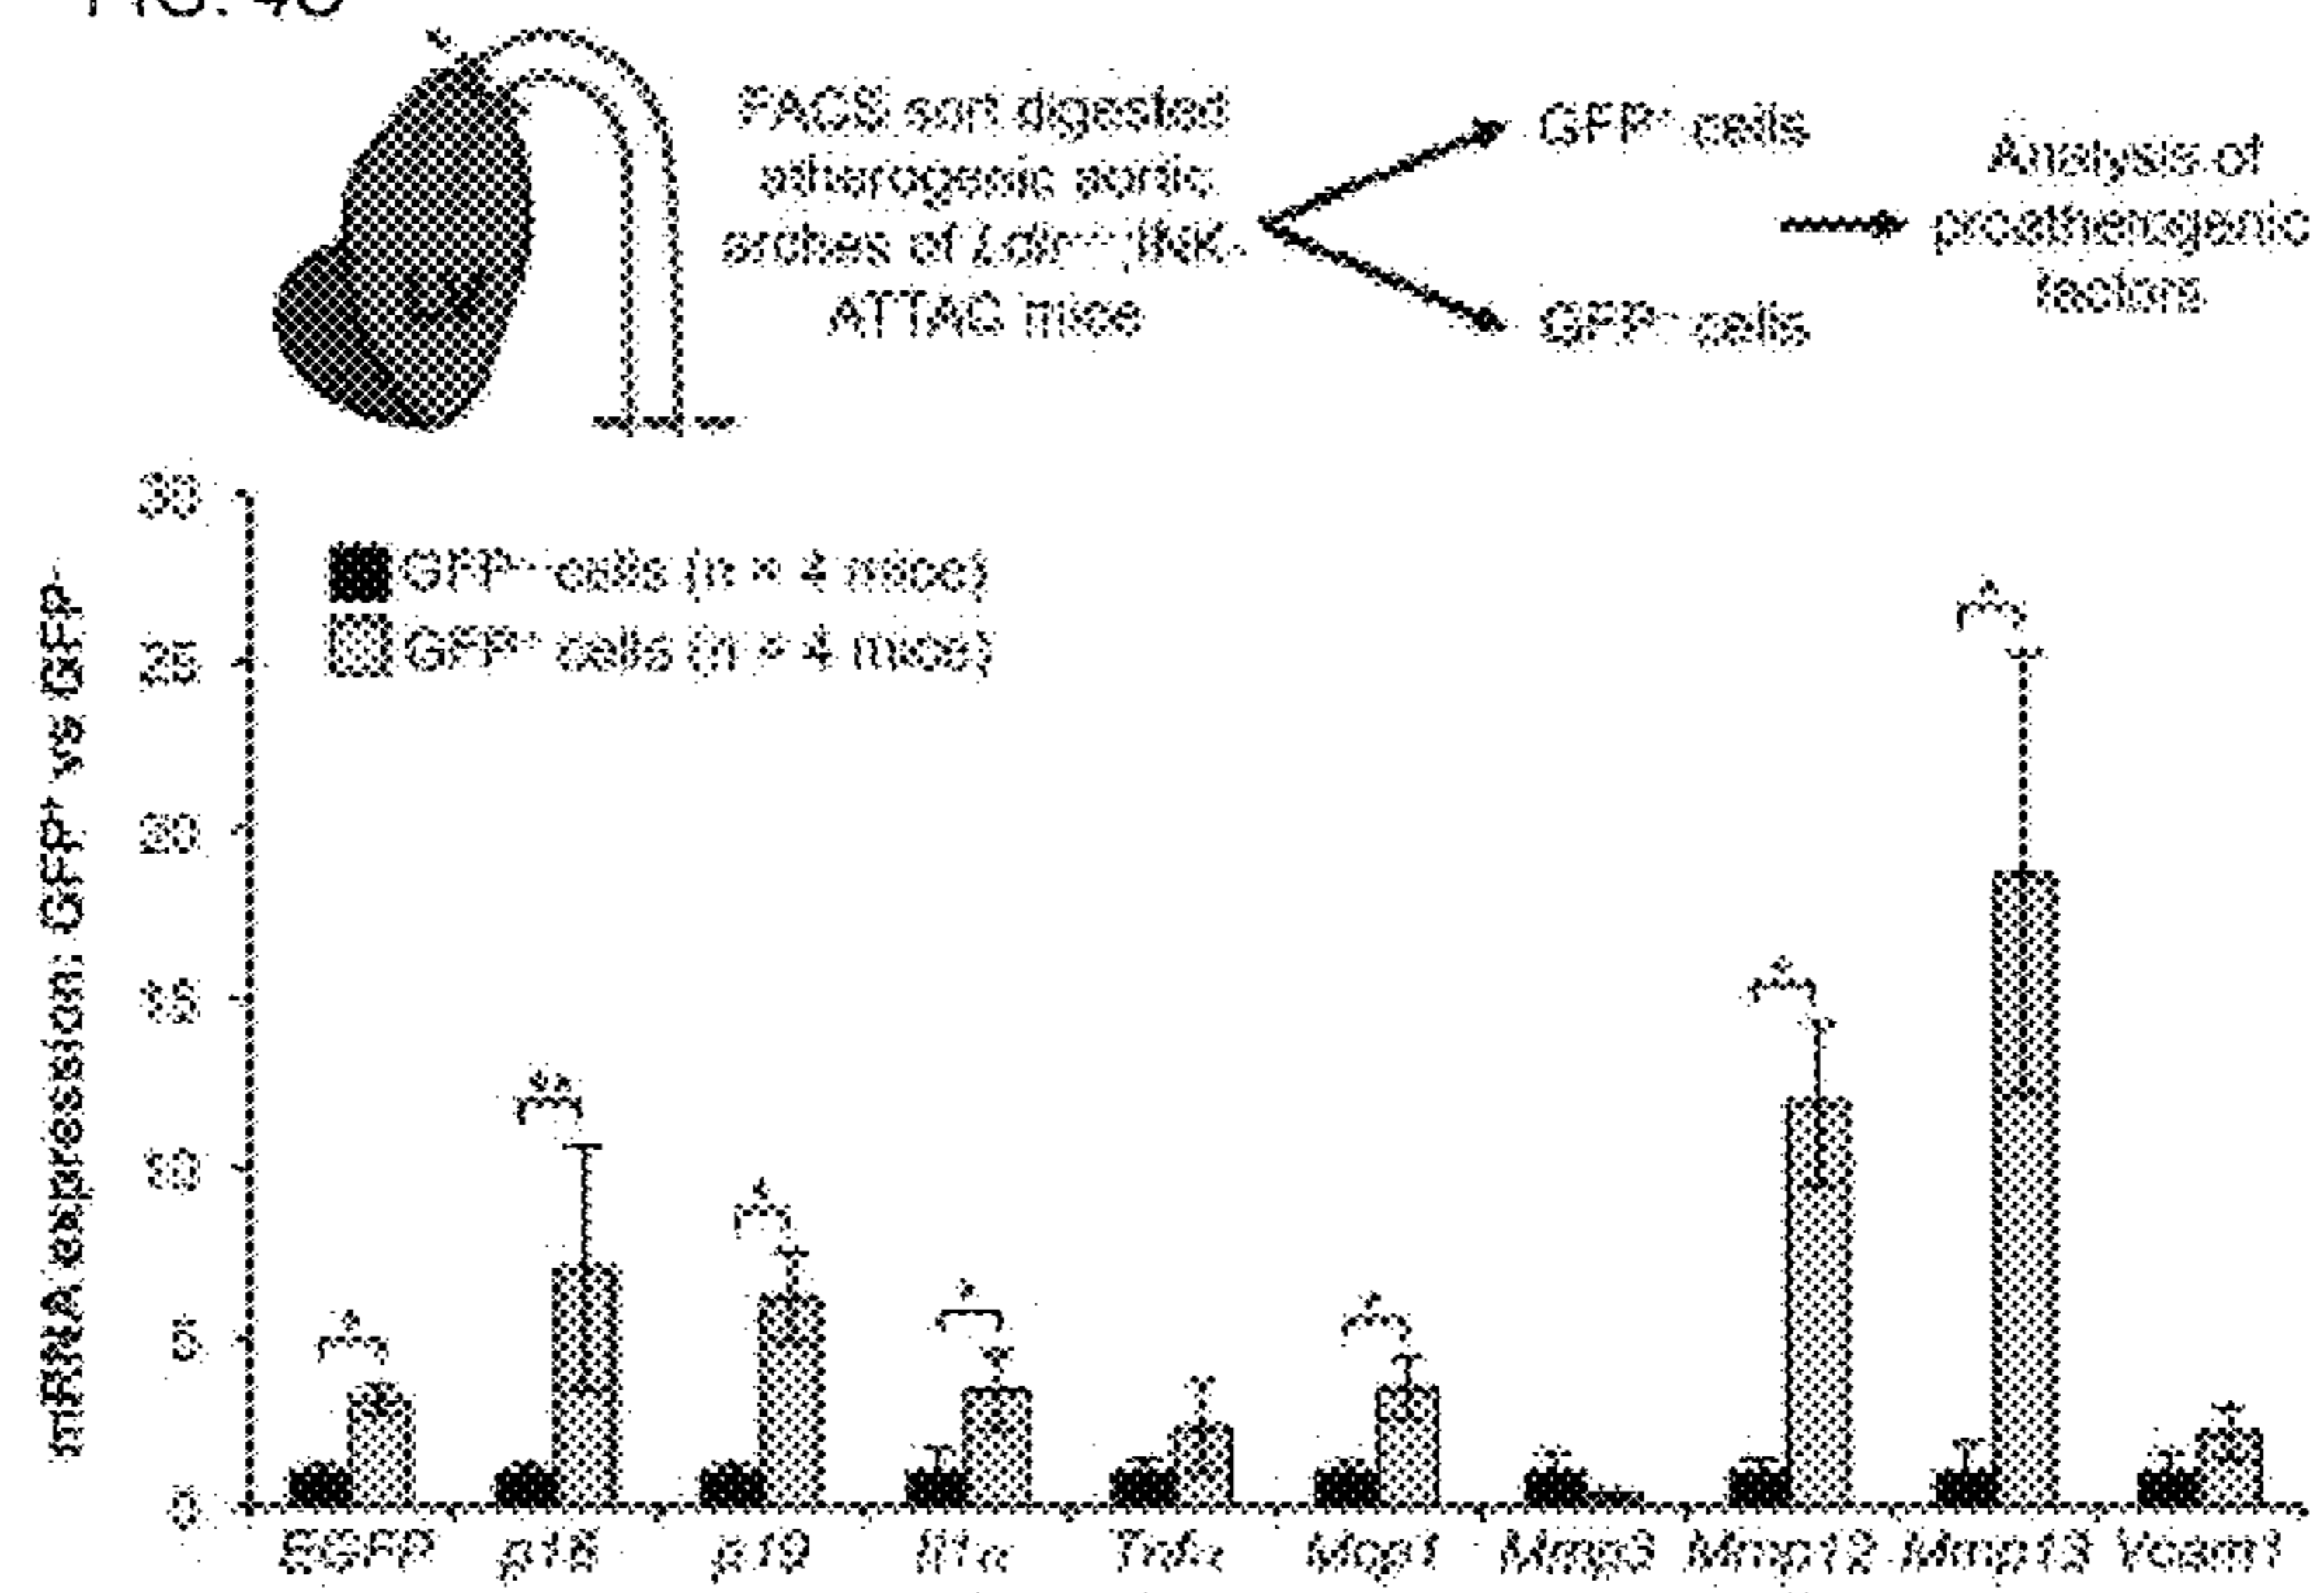 FACS sort digested
atherogenic aortic
arches of Ldlr-/-;INK-
ATTAC mice
GFP cells
GFP cells
Analysis of
proatherogenic
factors
30
25
20
15
10
5
0
mRNA expression: GFP+ vs GFP-
GFP- cells (n = 4 mice)
GFP+ cells (n = 4 mice)
**
*
*
*
*
*
*
EGFP p16 p19 Il1α Tnfα Mcp1 Mmp3 Mmp12 Mmp13 Vcam1